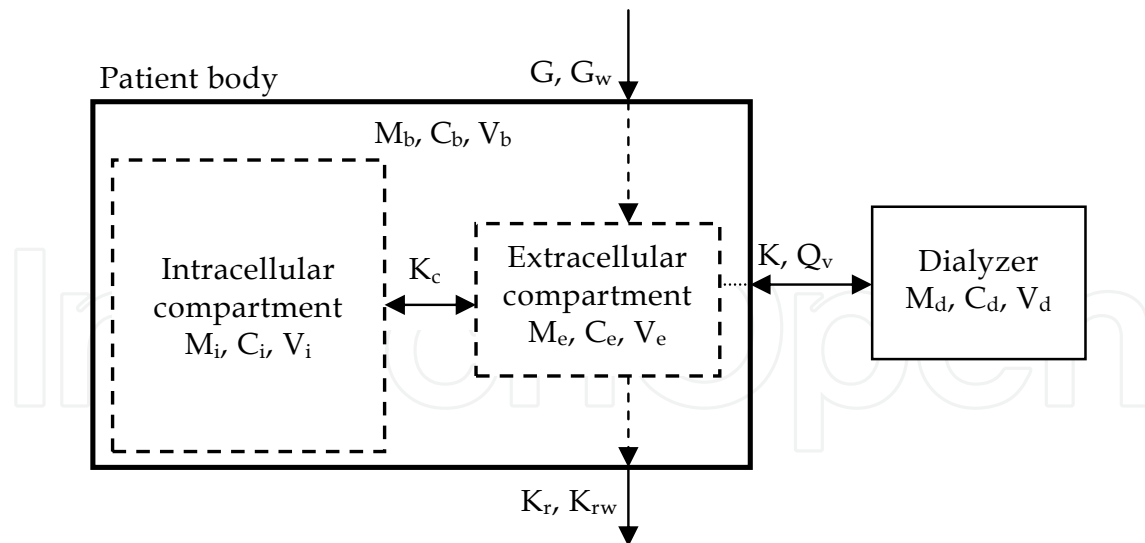 Patient body
G, G_w
M_b, C_b, V_b
Intracellular
compartment
M_i, C_i, V_i
K_c
Extracellular
compartment
M_e, C_e, V_e
K, Q_v
Dialyzer
M_d, C_d, V_d
K_r, K_rw
IntechOpen